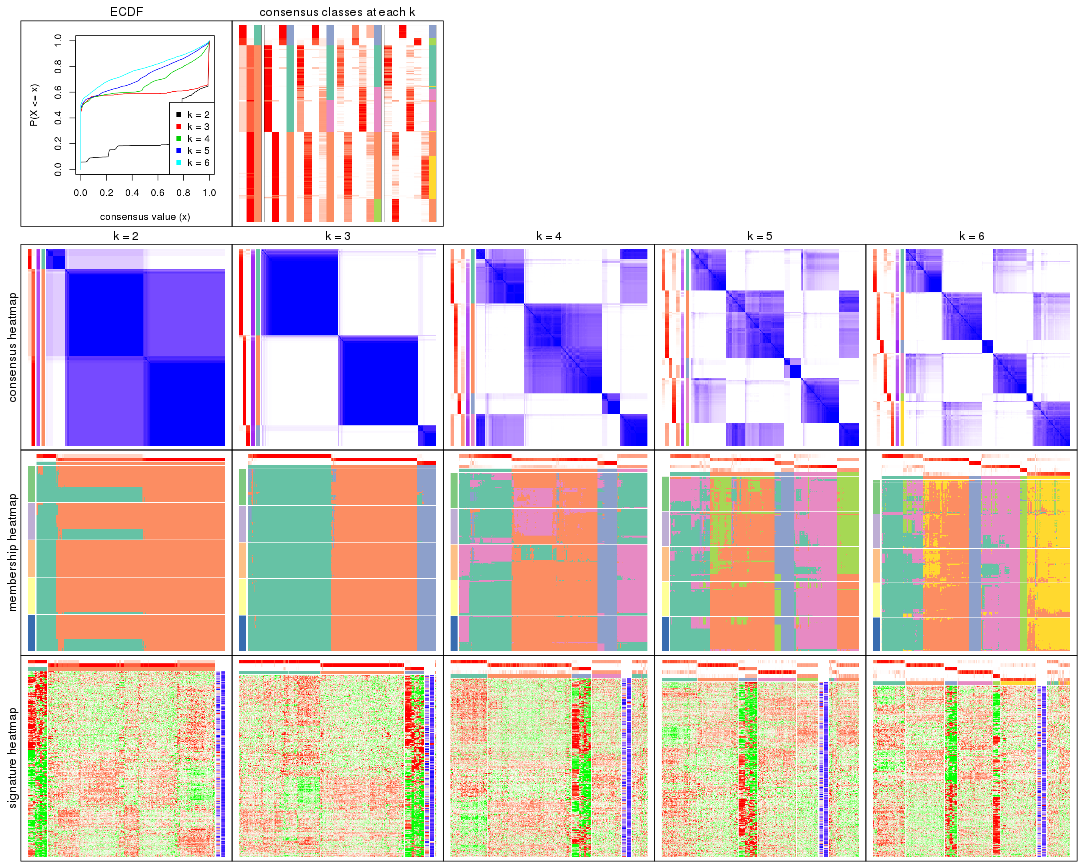 ECDF
consensus classes at each k
P(X <= x)
0.0 0.2 0.4 0.6 0.8 1.0
k = 2
k = 3
k = 4
k = 5
k = 6
0.0 0.2 0.4 0.6 0.8 1.0
consensus value (x)
k = 2
k = 3
k = 4
k = 5
k = 6
consensus heatmap
membership heatmap
signature heatmap